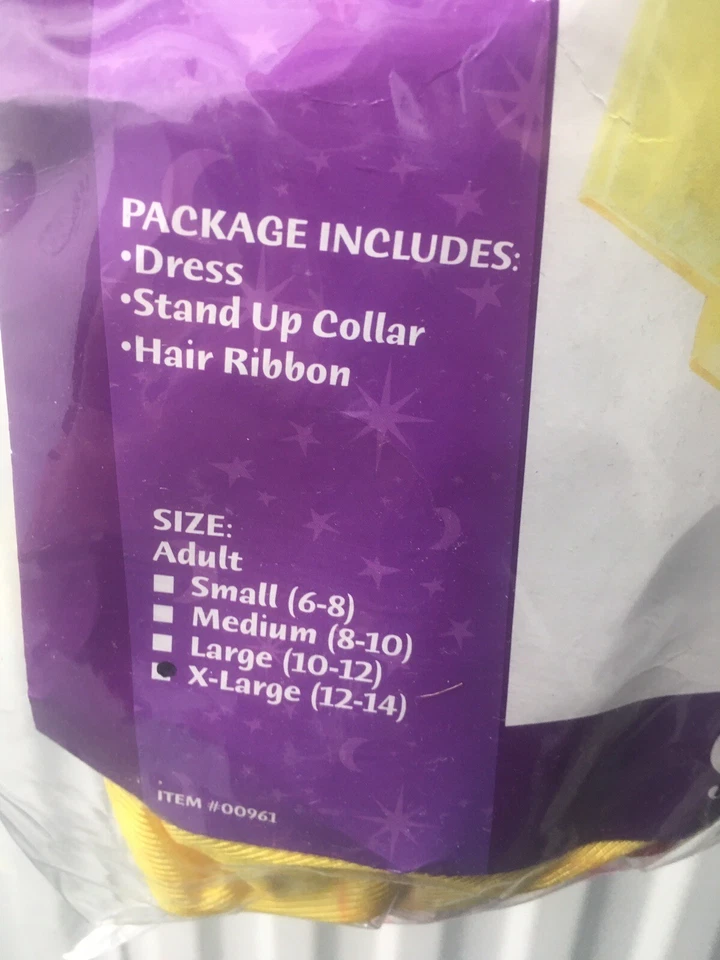 PACKAGE INCLUDES:
•Dress
•Stand Up Collar
•Hair Ribbon
SIZE:
Adult
Small (6-8)
Medium (8-10)
Large (10-12)
X-Large (12-14)
ITEM #00961